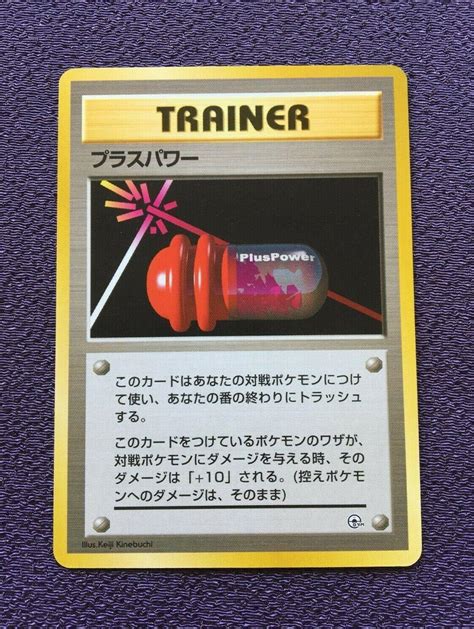 TRAINER
プラスパワー
PlusPower
このカードはあなたの対戦ポケモンにつけ
て使い、あなたの番の終わりにトラッシュ
する。
このカードをつけているポケモンのワザが、
対戦ポケモンにダメージを与える時、その
ダメージは「+10」される。(控えポケモ
ンへのダメージは、そのまま)
Illus.Keiji Kinebuchi